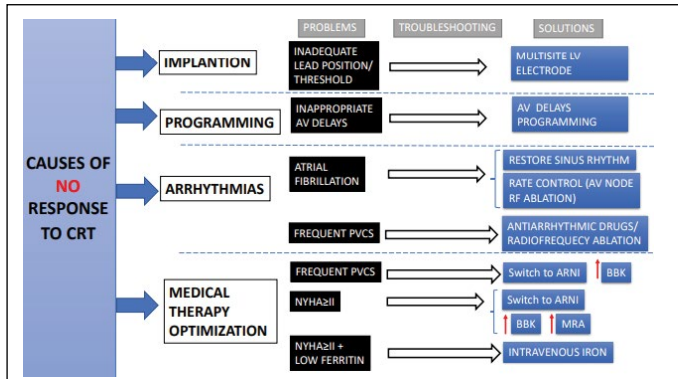 PROBLEMS
TROUBLESHOOTING
SOLUTIONS
CAUSES OF
NO
RESPONSE
TO CRT
IMPLANTION
INADEQUATE
LEAD POSITION/
THRESHOLD
MULTISITE LV
ELECTRODE
PROGRAMMING
INAPPROPRIATE
AV DELAYS
AV DELAYS
PROGRAMMING
ARRHYTHMIAS
ATRIAL
FIBRILLATION
RESTORE SINUS RHYTHM
RATE CONTROL (AV NODE
RF ABLATION)
FREQUENT PVCS
ANTIARRHYTHMIC DRUGS/
RADIOFREQUECY ABLATION
MEDICAL
THERAPY
OPTIMIZATION
FREQUENT PVCS
Switch to ARNI
BBK
NYHA≥II
Switch to ARNI
BBK
MRA
NYHA≥II +
LOW FERRITIN
INTRAVENOUS IRON